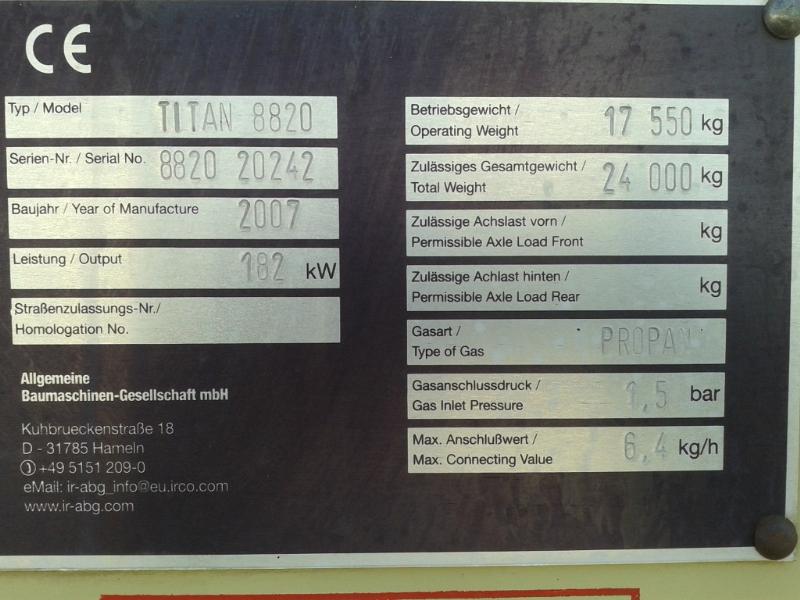 CE
Typ / Model TITAN 8820
Serien-Nr. / Serial No. 8820 20242
Baujahr / Year of Manufacture 2007
Leistung / Output 182 kW
Straßenzulassungs-Nr./
Homologation No.
Allgemeine
Baumaschinen-Gesellschaft mbH
Kuhbrueckenstraße 18
D - 31785 Hameln
+49 5151 209-0
eMail: ir-abg_info@eu.irco.com
www.ir-abg.com
Betriebsgewicht /
Operating Weight 17 550 kg
Zulässiges Gesamtgewicht /
Total Weight 24 000 kg
Zulässige Achslast vorn /
Permissible Axle Load Front kg
Zulässige Achlast hinten /
Permissible Axle Load Rear kg
Gasart /
Type of Gas PROPAN
Gasanschlussdruck /
Gas Inlet Pressure 1,5 bar
Max. Anschlußwert /
Max. Connecting Value 6,4 kg/h